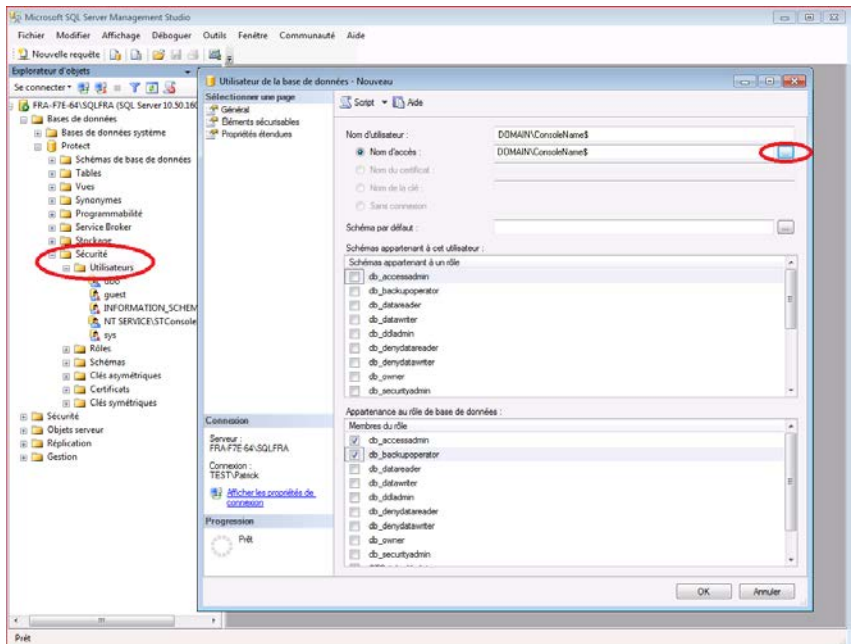 Microsoft SQL Server Management Studio
Fichier Modifier Affichage Déboguer Outils Fenêtre Communauté Aide
Nouvelle requête
Explorateur d'objets
Se connecter
FRA-F7E-64\SQLFRA (SQL Server 10.50.160
Bases de données
Bases de données système
Protect
Schémas de base de données
Tables
Vues
Synonymes
Programmabilité
Service Broker
Stockage
Sécurité
Utilisateurs
dbo
guest
INFORMATION_SCHEM
NT SERVICE\STConsole
sys
Rôles
Schémas
Clés asymétriques
Certificats
Clés symétriques
Sécurité
Objets serveur
Réplication
Gestion
Prêt
Utilisateur de la base de données - Nouveau
Sélectionner une page
Général
Éléments sécurisables
Propriétés étendues
Connexion
Serveur :
FRA-F7E-64\SQLFRA
Connexion :
TEST\Patrick
Afficher les propriétés de
connexion
Progression
Prêt
Script Aide
Nom d'utilisateur : DOMAIN\ConsoleName$
Nom d'accès : DOMAIN\ConsoleName$ ...
Nom du certificat :
Nom de la clé :
Sans connexion
Schéma par défaut : ...
Schémas appartenant à cet utilisateur :
Schémas appartenant à un rôle
db_accessadmin
db_backupoperator
db_datareader
db_datawriter
db_ddladmin
db_denydatareader
db_denydatawriter
db_owner
db_securityadmin
Appartenance au rôle de base de données :
Membres du rôle
db_accessadmin
db_backupoperator
db_datareader
db_datawriter
db_ddladmin
db_denydatareader
db_denydatawriter
db_owner
db_securityadmin
OK Annuler